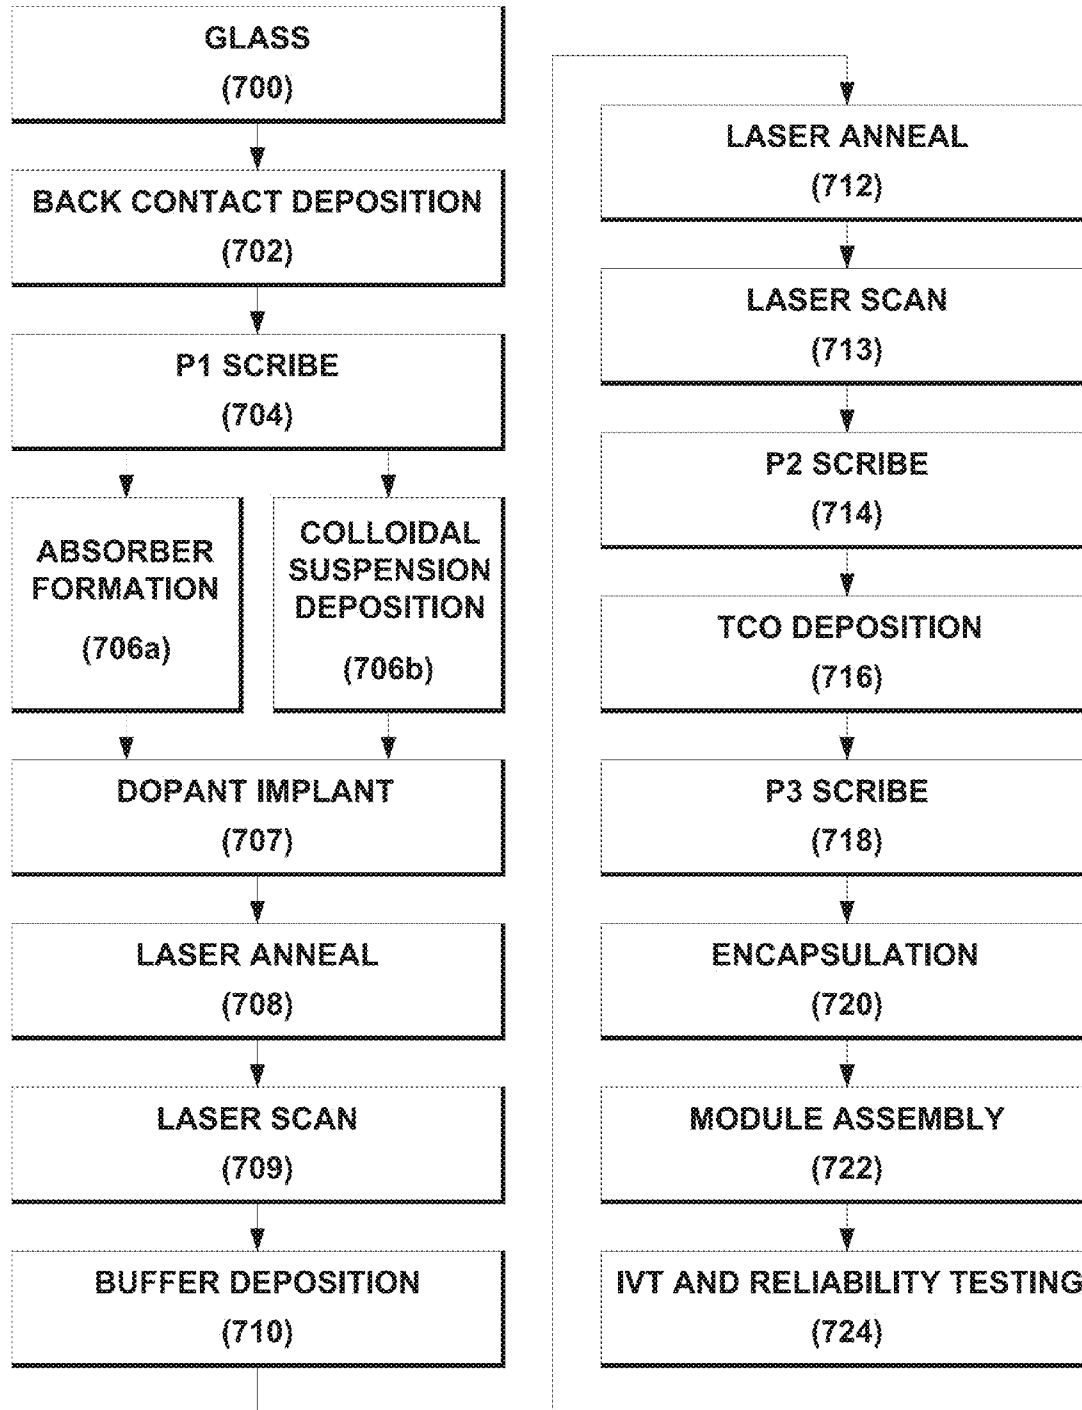 GLASS
(700)
BACK CONTACT DEPOSITION
(702)
P1 SCRIBE
(704)
ABSORBER
FORMATION
(706a)
COLLOIDAL
SUSPENSION
DEPOSITION
(706b)
DOPANT IMPLANT
(707)
LASER ANNEAL
(708)
LASER SCAN
(709)
BUFFER DEPOSITION
(710)
LASER ANNEAL
(712)
LASER SCAN
(713)
P2 SCRIBE
(714)
TCO DEPOSITION
(716)
P3 SCRIBE
(718)
ENCAPSULATION
(720)
MODULE ASSEMBLY
(722)
IVT AND RELIABILITY TESTING
(724)